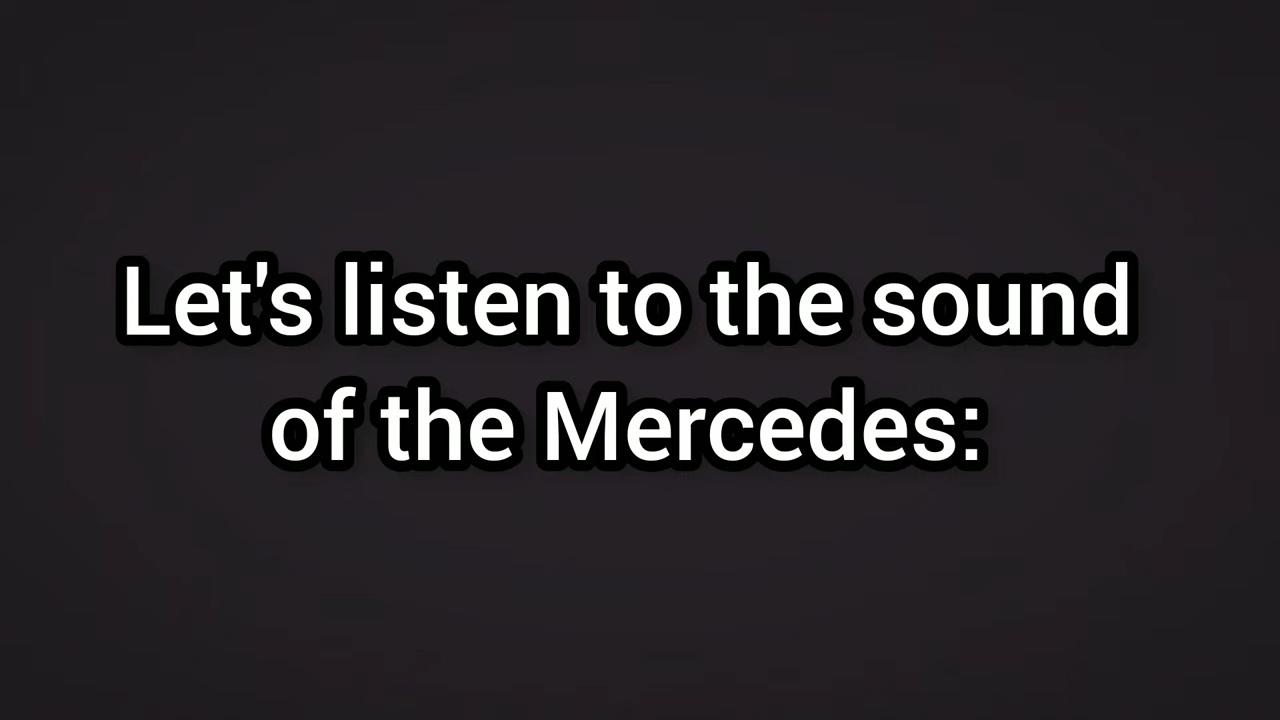 Let's listen to the sound
of the Mercedes: